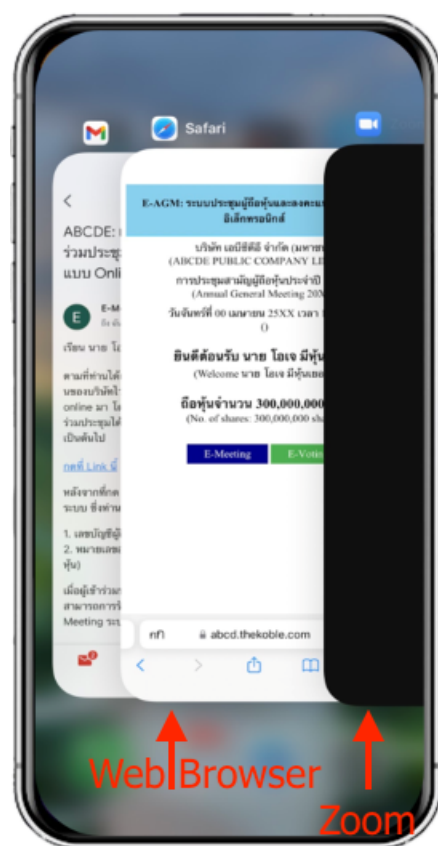 Safari
ABCDE:
ร่วมประชุ
แบบ Onli
E
E-M
เรียน นาย โอ
ตามที่ท่านได้
นของบริษัทไ
online มา โด
ร่วมประชุมได้
เป็นต้นไป
กดที่ Link นี้
หลังจากที่กด
ระบบ ซึ่งท่าน
1. เลขบัญชีผู้
2. หมายเลข
หุ้น)
เมื่อผู้เข้าร่วม
สามารถการใ
Meeting ระบ
E-AGM: ระบบประชุมผู้ถือหุ้นและลงคะแน
อิเล็กทรอนิกส์
บริษัท เอบีซีดีอี จำกัด (มหาชน
(ABCDE PUBLIC COMPANY LI
การประชุมสามัญผู้ถือหุ้นประจำปี
(Annual General Meeting 20X
วันจันทร์ที่ 00 เมษายน 25XX เวลา 1
()
ยินดีต้อนรับ นาย โอเจ มีหุ้น
(Welcome นาย โอเจ มีหุ้นเยอ
ถือหุ้นจำนวน 300,000,000
(No. of shares: 300,000,000 sha
E-Meeting E-Votin
abcd.thekoble.com
Web Browser
Zoom